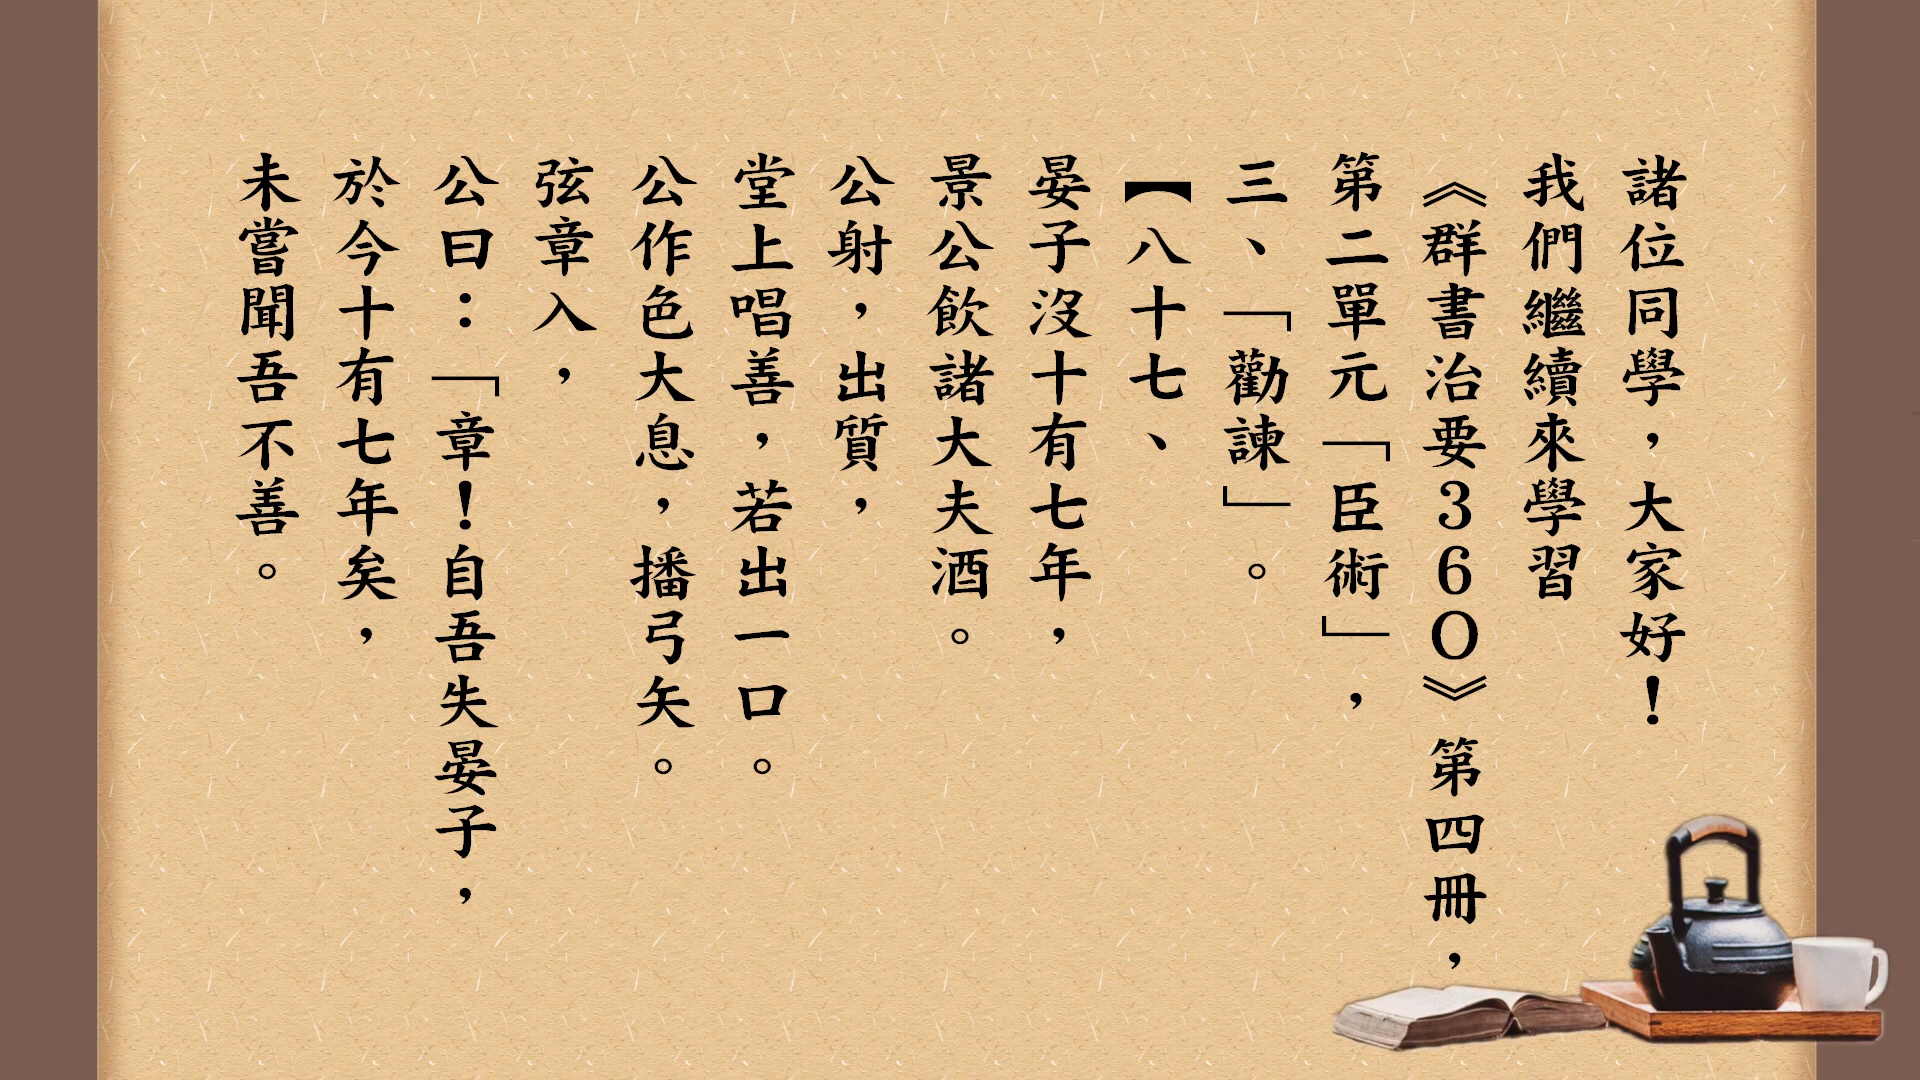 諸位同學，大家好！
我們繼續來學習
《群書治要360》第四冊，
第二單元「臣術」，
三、「勸諫」。
【八十七、
晏子沒十有七年，
景公飲諸大夫酒。
公射，出質，
堂上唱善，若出一口。
公作色大息，播弓矢。
弦章入，
公曰：「章！自吾失晏子，
於今十有七年矣，
未嘗聞吾不善。